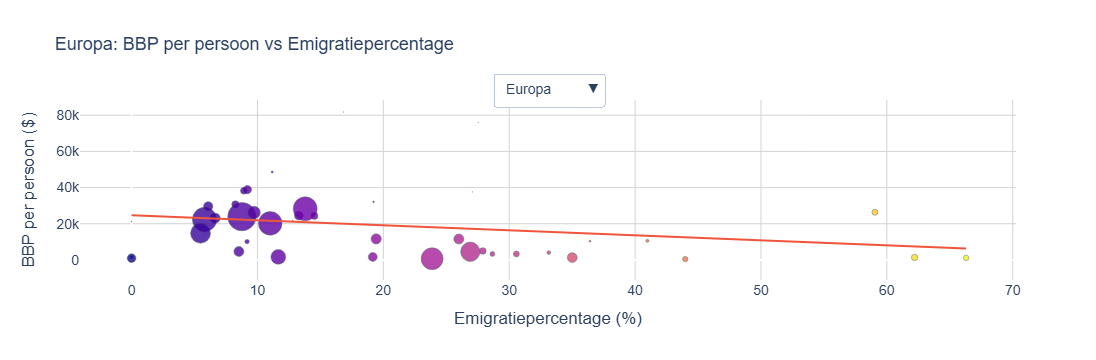 Europa: BBP per persoon vs Emigratiepercentage
Europa ▼
BBP per persoon ($)
80k
60k
40k
20k
0
0 10 20 30 40 50 60 70
Emigratiepercentage (%)